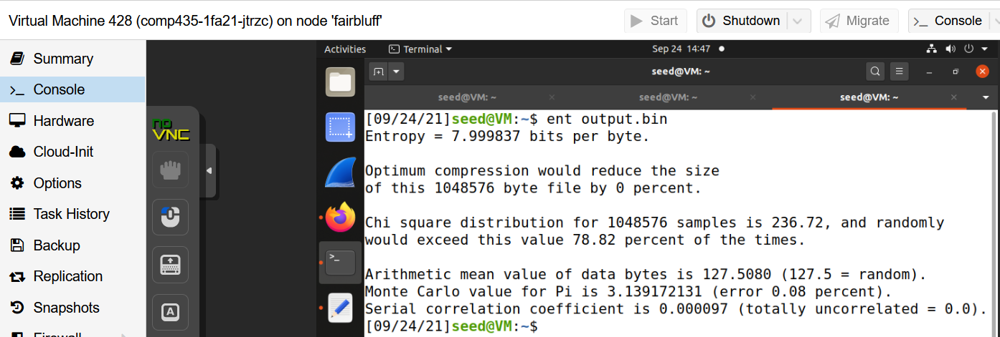 Virtual Machine 428 (comp435-1fa21-jtrzc) on node 'fairbluff'
Start
Shutdown
Migrate
>_ Console
Summary
>_ Console
Hardware
Cloud-Init
Options
Task History
Backup
Replication
Snapshots
Firewall
no
VNC
A
Activities
Terminal
Sep 24 14:47
seed@VM: ~
seed@VM: ~
seed@VM: ~
seed@VM: ~
[09/24/21]seed@VM:~$ ent output.bin
Entropy = 7.999837 bits per byte.
Optimum compression would reduce the size
of this 1048576 byte file by 0 percent.
Chi square distribution for 1048576 samples is 236.72, and randomly
would exceed this value 78.82 percent of the times.
Arithmetic mean value of data bytes is 127.5080 (127.5 = random).
Monte Carlo value for Pi is 3.139172131 (error 0.08 percent).
Serial correlation coefficient is 0.000097 (totally uncorrelated = 0.0).
[09/24/21]seed@VM:~$